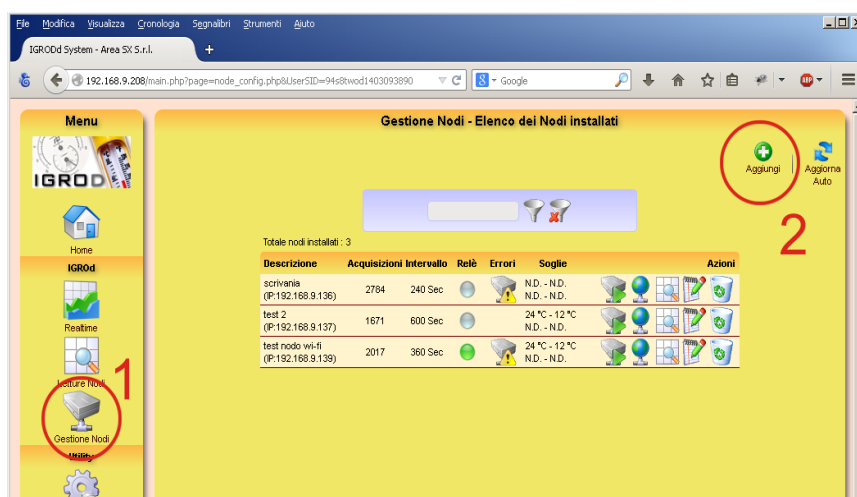 File Modifica Visualizza Cronologia Segnalibri Strumenti Aiuto
IGRODd System - Area SX S.r.l.
192.168.9.208/main.php?page=node_config.php&UserSID=94s8twod1403093890
Google
ABP
Menu
IGROD
Home
IGROd
Realtime
Letture Nodi
1
Gestione Nodi
Utility
Gestione Nodi - Elenco dei Nodi installati
Aggiungi
Aggiorna Auto
2
Totale nodi installati : 3
Descrizione Acquisizioni Intervallo Relè Errori Soglie Azioni
scrivania 2784 240 Sec N.D. - N.D.
(IP:192.168.9.136) N.D. - N.D.
test 2 1671 600 Sec 24 °C - 12 °C
(IP:192.168.9.137) N.D. - N.D.
test nodo wi-fi 2017 360 Sec 24 °C - 12 °C
(IP:192.168.9.139) N.D. - N.D.